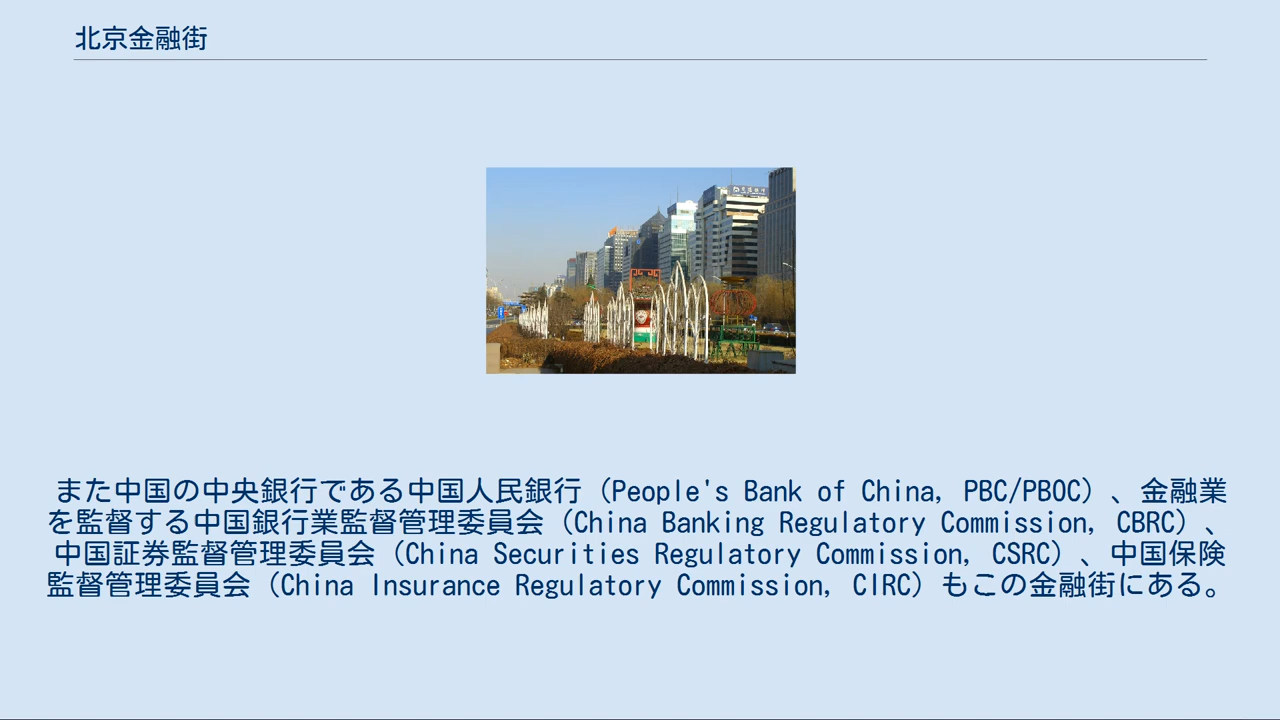 北京金融街
また中国の中央銀行である中国人民銀行（People's Bank of China, PBC/PBOC）、金融業
を監督する中国銀行業監督管理委員会（China Banking Regulatory Commission, CBRC）、
中国証券監督管理委員会（China Securities Regulatory Commission, CSRC）、中国保険
監督管理委員会（China Insurance Regulatory Commission, CIRC）もこの金融街にある。